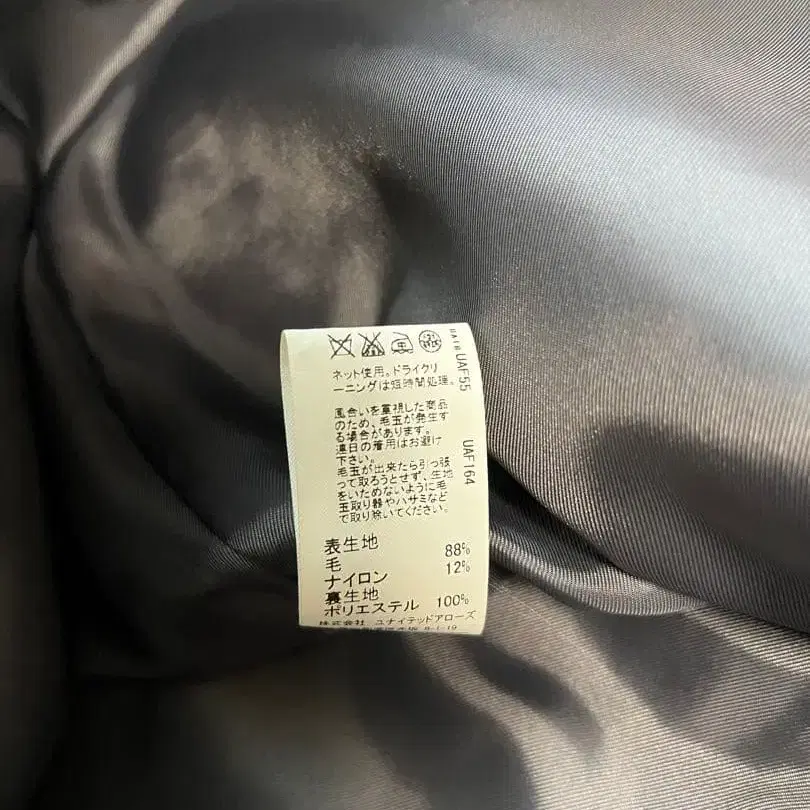 ネット使用。ドライクリ
ーニングは短時間処理。
風合いを重視した商品
のため、毛玉が発生す
る場合があります。
連日の着用はお避け
下さい。
毛玉が出来たら引っ張
って取ろうとせず、生地
をいためないように毛
玉取り器やハサミなど
で取り除いてください。
表生地
毛 88%
ナイロン 12%
裏生地
ポリエステル 100%
株式会社 ユナイテッドアローズ
UAF55
UAF164